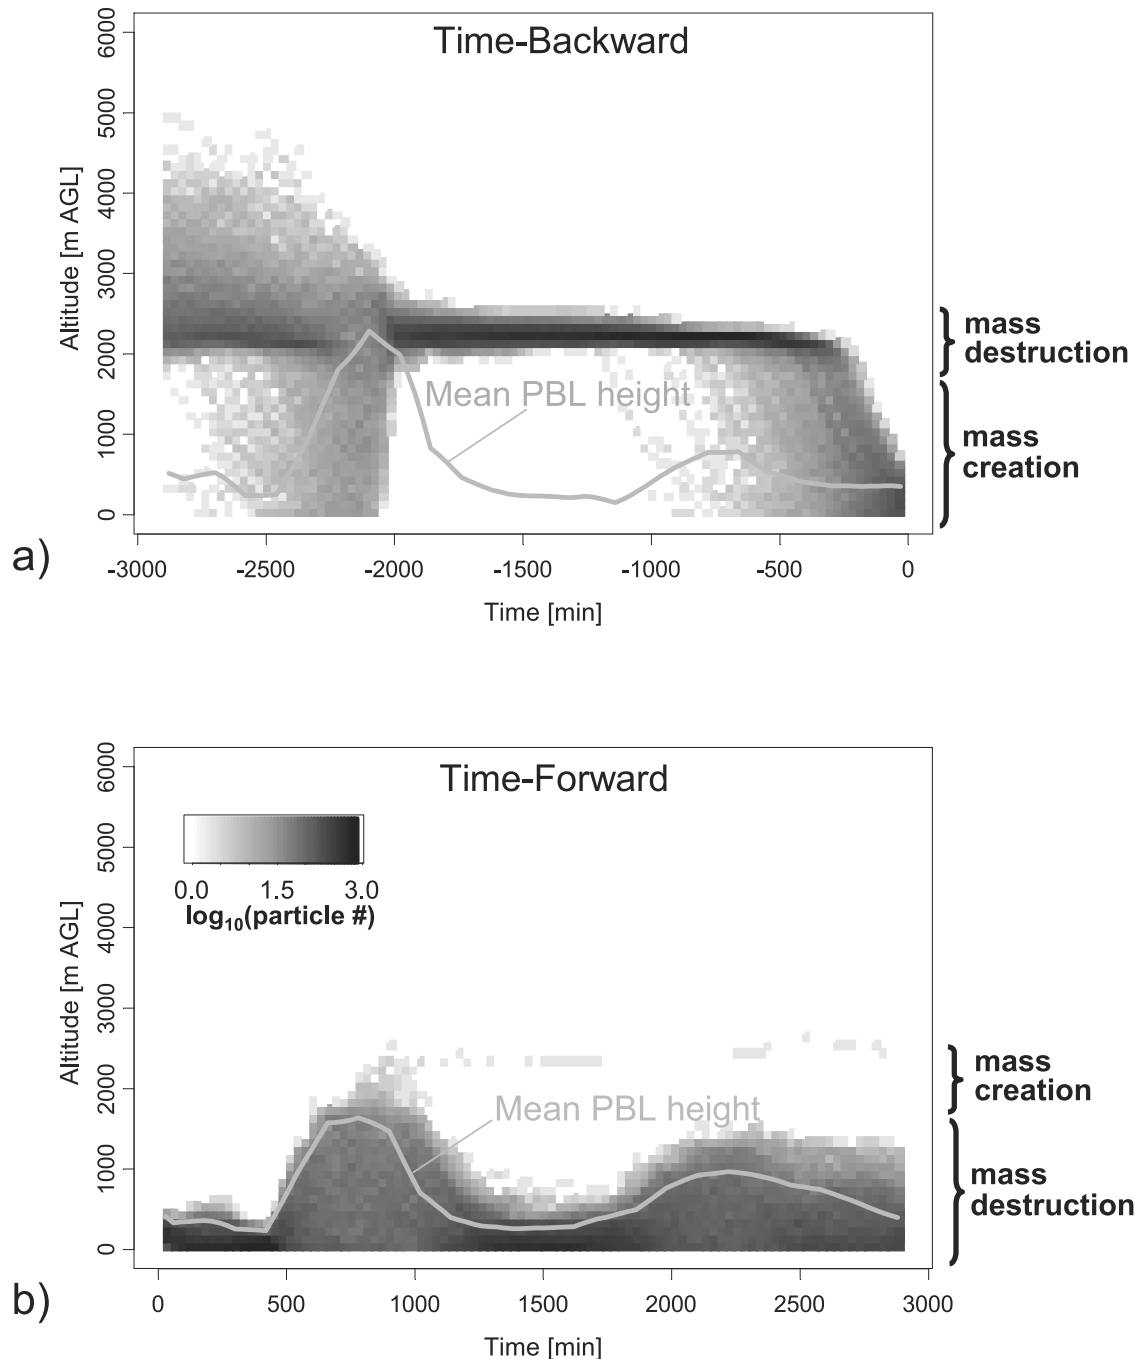 Time-Backward
6000
5000
4000
3000
2000
1000
0
Altitude [m AGL]
Mean PBL height
mass
destruction
mass
creation
a)
-3000 -2500 -2000 -1500 -1000 -500 0
Time [min]
Time-Forward
6000
5000
4000
3000
2000
1000
0
Altitude [m AGL]
0.0 1.5 3.0
log₁₀(particle #)
Mean PBL height
mass
creation
mass
destruction
b)
0 500 1000 1500 2000 2500 3000
Time [min]